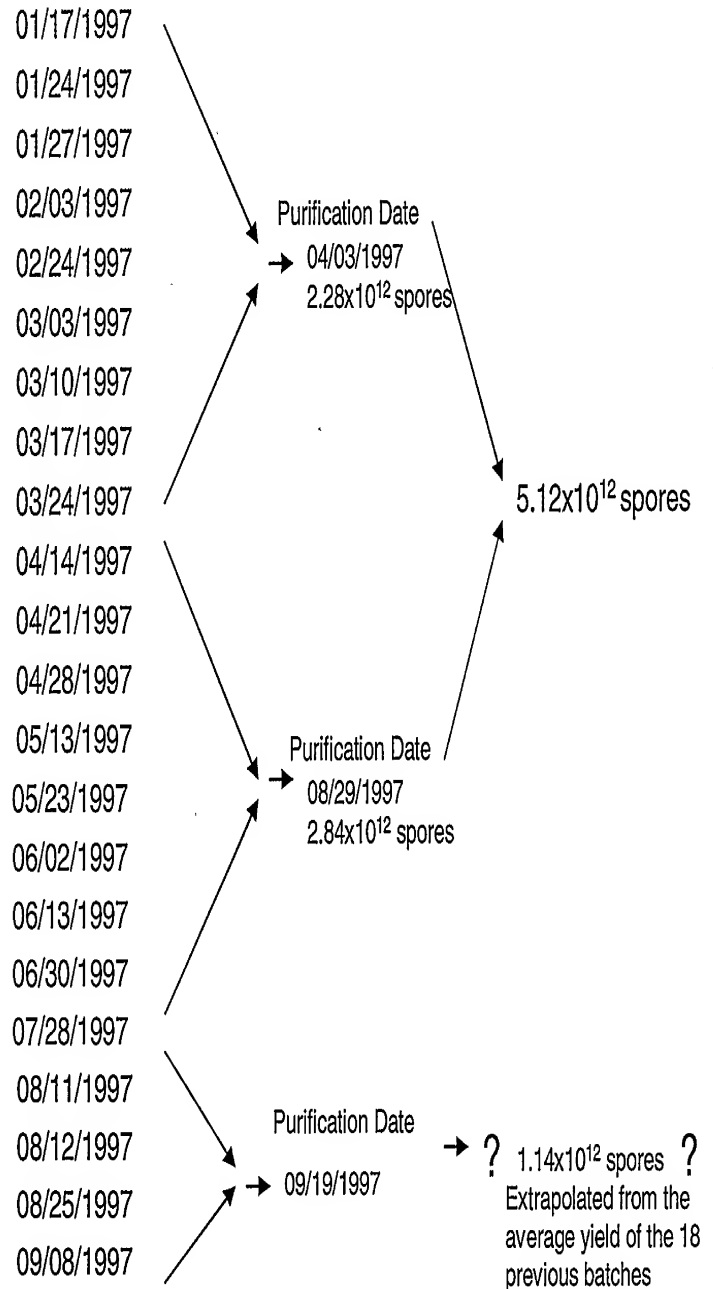 01/17/1997
01/24/1997
01/27/1997
02/03/1997
02/24/1997
03/03/1997
03/10/1997
03/17/1997
03/24/1997
04/14/1997
04/21/1997
04/28/1997
05/13/1997
05/23/1997
06/02/1997
06/13/1997
06/30/1997
07/28/1997
08/11/1997
08/12/1997
08/25/1997
09/08/1997
Purification Date
04/03/1997
2.28x10¹² spores
Purification Date
08/29/1997
2.84x10¹² spores
5.12x10¹² spores
Purification Date
09/19/1997
? 1.14x10¹² spores ?
Extrapolated from the
average yield of the 18
previous batches